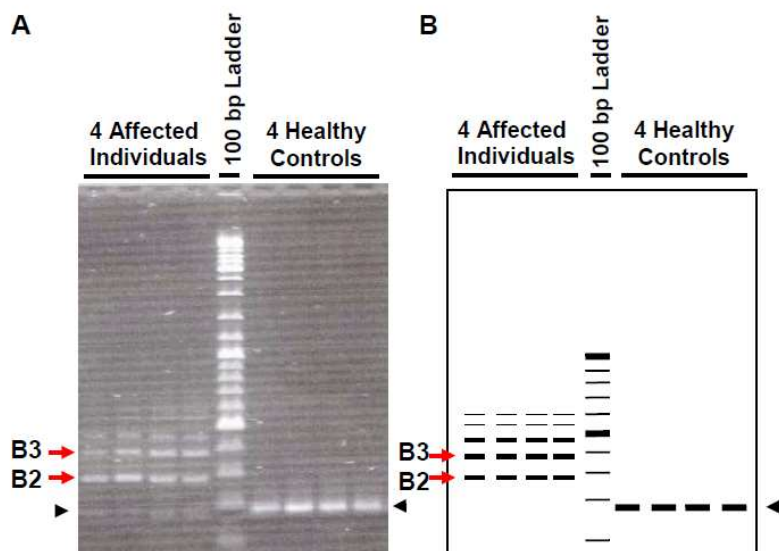 A
4 Affected
Individuals
100 bp Ladder
4 Healthy
Controls
B3
B2
B
4 Affected
Individuals
100 bp Ladder
4 Healthy
Controls
B3
B2